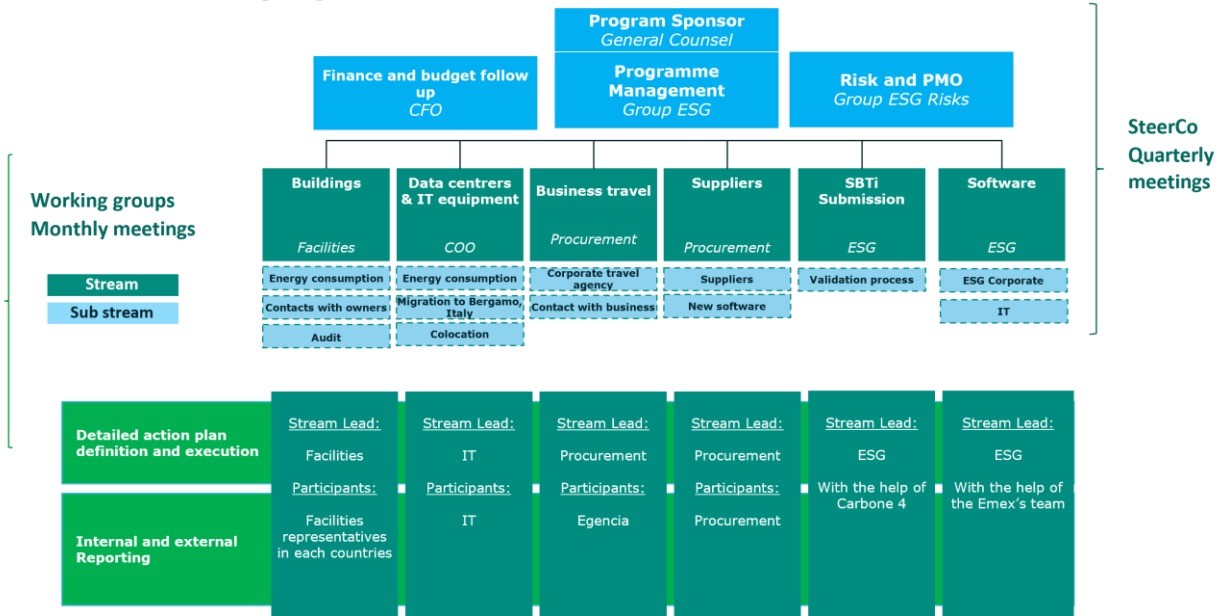 Program Sponsor
General Counsel
Finance and budget follow
up
CFO
Programme
Management
Group ESG
Risk and PMO
Group ESG Risks
SteerCo
Quarterly
meetings
Working groups
Monthly meetings
Stream
Sub stream
Buildings
Facilities
Energy consumption
Contacts with owners
Audit
Data centrers
& IT equipment
COO
Energy consumption
Migration to Bergamo,
Italy
Colocation
Business travel
Procurement
Corporate travel
agency
Contact with business
Suppliers
Procurement
Suppliers
New software
SBTi
Submission
ESG
Validation process
Software
ESG
ESG Corporate
IT
Detailed action plan
definition and execution
Internal and external
Reporting
Stream Lead:
Facilities
Participants:
Facilities
representatives
in each countries
Stream Lead:
IT
Participants:
IT
Stream Lead:
Procurement
Participants:
Egencia
Stream Lead:
Procurement
Participants:
Procurement
Stream Lead:
ESG
With the help of
Carbone 4
Stream Lead:
ESG
With the help of
the Emex's team